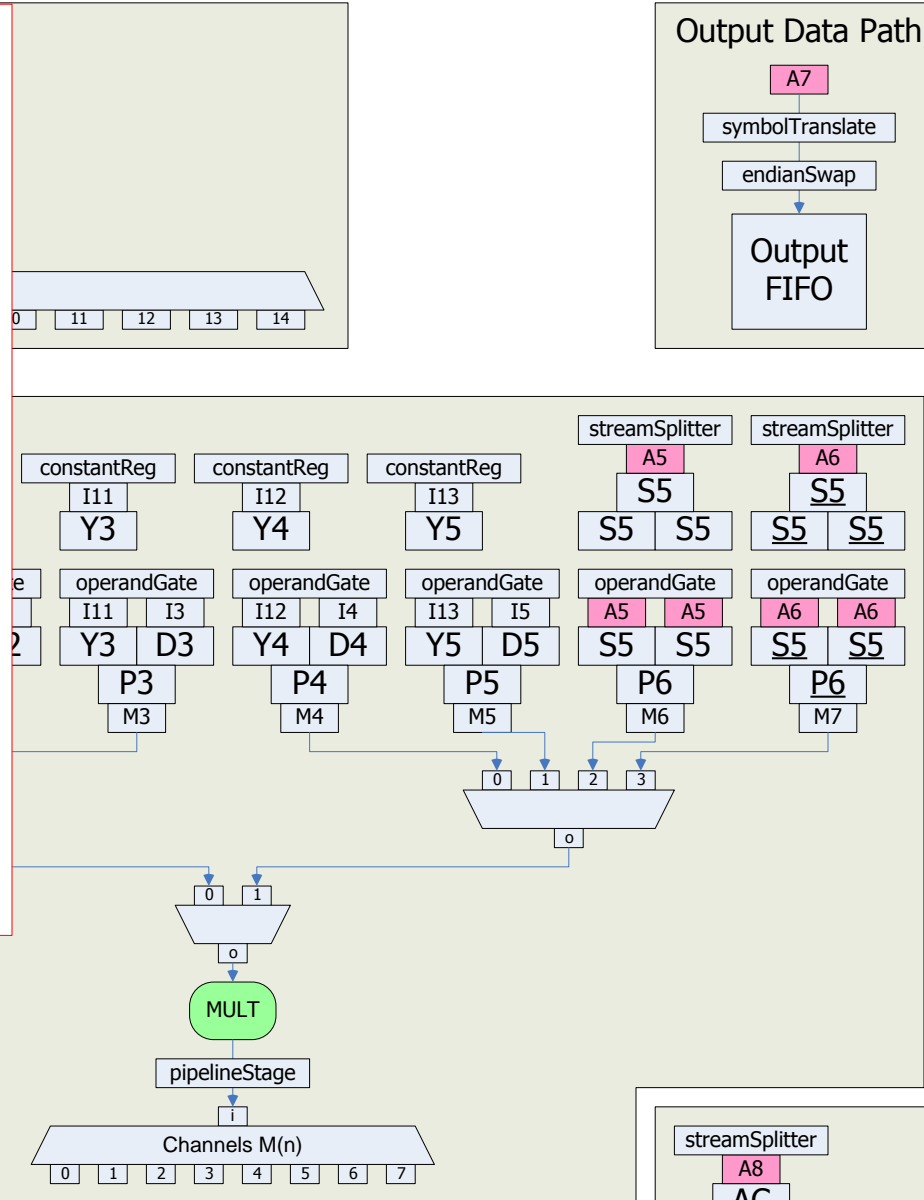 Output Data Path
A7
symbolTranslate
endianSwap
Output
FIFO
0 11 12 13 14
streamSplitter streamSplitter
A5 A6
constantReg constantReg constantReg
I11 I12 I13
S5 S5
Y3 Y4 Y5
S5 S5 S5 S5
e operandGate operandGate operandGate operandGate operandGate
I11 I3 I12 I4 I13 I5 A5 A5 A6 A6
2 Y3 D3 Y4 D4 Y5 D5 S5 S5 S5 S5
P3 P4 P5 P6 P6
M3 M4 M5 M6 M7
0 1 2 3
o
0 1
o
MULT
pipelineStage
i
Channels M(n)
0 1 2 3 4 5 6 7
streamSplitter
A8